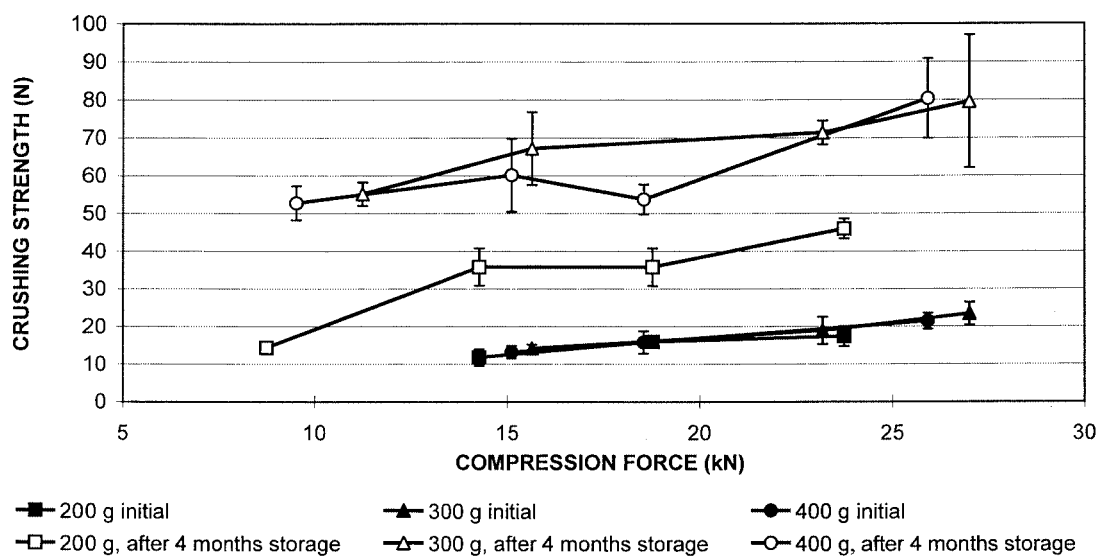 100
90
80
70
60
50
40
30
20
10
0
CRUSHING STRENGTH (N)
5 10 15 20 25 30
COMPRESSION FORCE (kN)
200 g initial 300 g initial 400 g initial
200 g, after 4 months storage 300 g, after 4 months storage 400 g, after 4 months storage